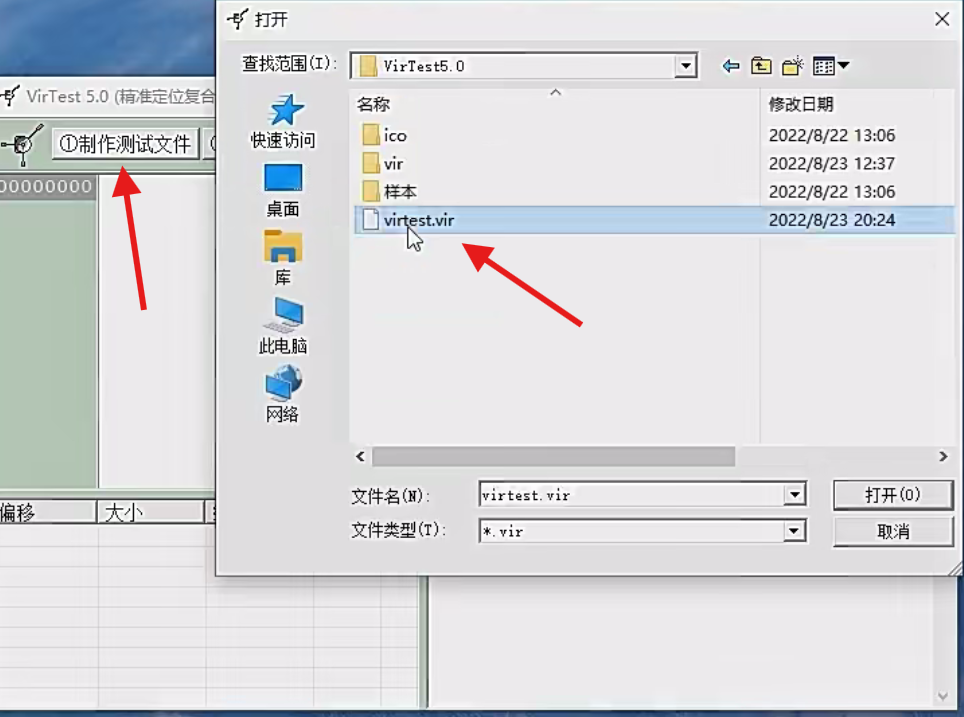 打开
查找范围(I):
VirTest5.0
VirTest 5.0 (精准定位复合
①制作测试文件
00000000
名称
修改日期
ico
2022/8/22 13:06
vir
2022/8/23 12:37
样本
2022/8/22 13:06
virtest.vir
2022/8/23 20:24
快速访问
桌面
库
此电脑
网络
偏移
大小
文件名(N):
virtest.vir
打开(O)
文件类型(T):
*.vir
取消